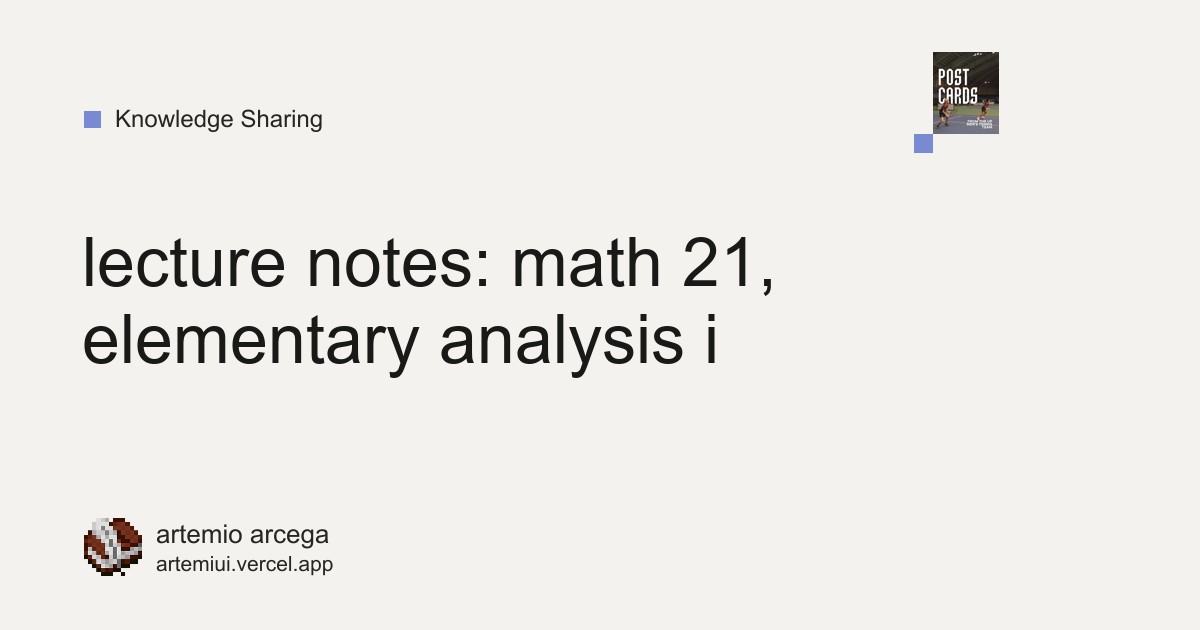 Knowledge Sharing
POST
CARDS
lecture notes: math 21,
elementary analysis i
artemio arcega
artemiui.vercel.app